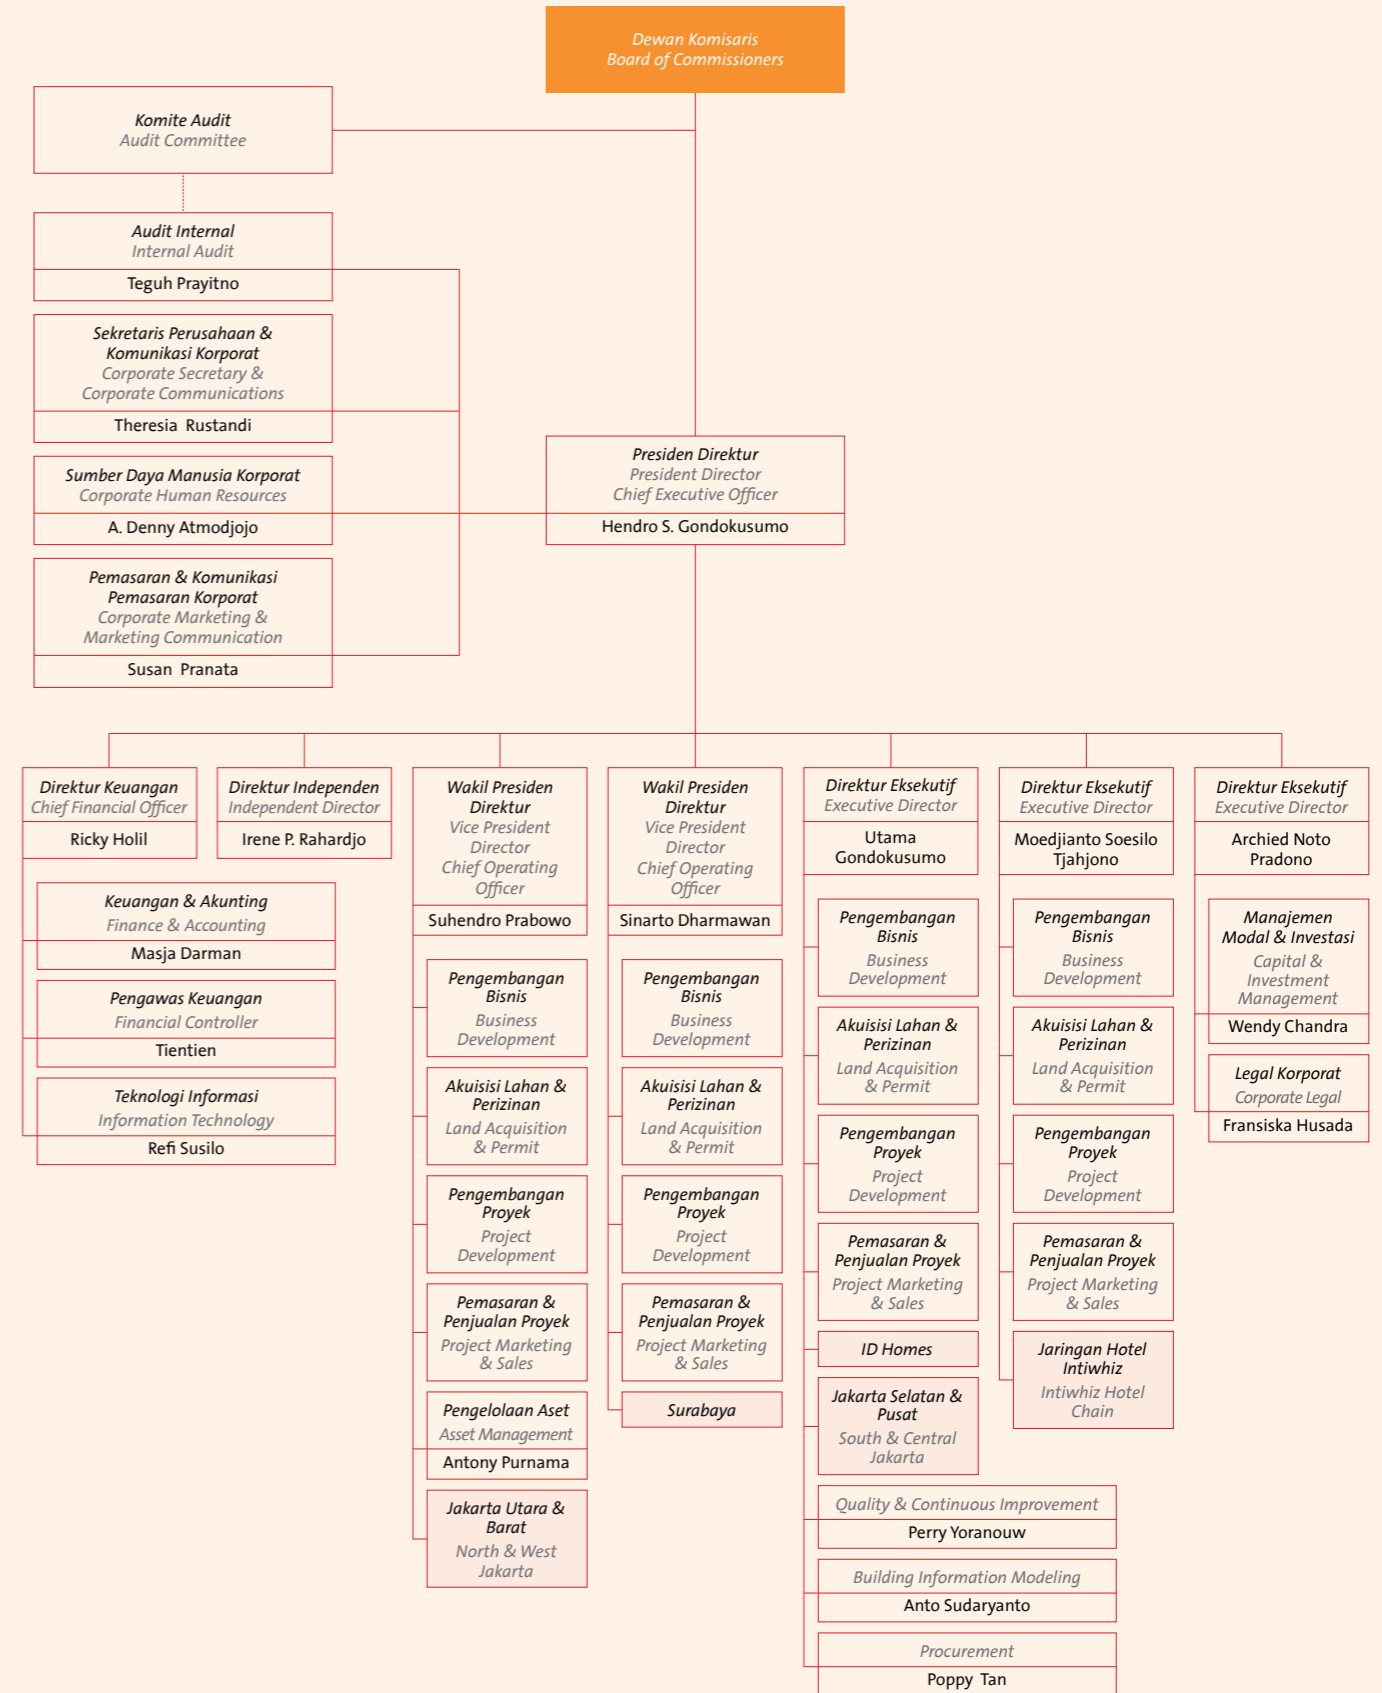 Dewan Komisaris
Board of Commissioners
Komite Audit
Audit Committee
Audit Internal
Internal Audit
Teguh Prayitno
Sekretaris Perusahaan &
Komunikasi Korporat
Corporate Secretary &
Corporate Communications
Theresia Rustandi
Sumber Daya Manusia Korporat
Corporate Human Resources
A. Denny Atmodjojo
Pemasaran & Komunikasi
Pemasaran Korporat
Corporate Marketing &
Marketing Communication
Susan Pranata
Presiden Direktur
President Director
Chief Executive Officer
Hendro S. Gondokusumo
Direktur Keuangan
Chief Financial Officer
Ricky Holil
Keuangan & Akunting
Finance & Accounting
Masja Darman
Pengawas Keuangan
Financial Controller
Tientien
Teknologi Informasi
Information Technology
Refi Susilo
Direktur Independen
Independent Director
Irene P. Rahardjo
Wakil Presiden
Direktur
Vice President
Director
Chief Operating
Officer
Suhendro Prabowo
Pengembangan
Bisnis
Business
Development
Akuisisi Lahan &
Perizinan
Land Acquisition
& Permit
Pengembangan
Proyek
Project
Development
Pemasaran &
Penjualan Proyek
Project Marketing
& Sales
Pengelolaan Aset
Asset Management
Antony Purnama
Jakarta Utara &
Barat
North & West
Jakarta
Wakil Presiden
Direktur
Vice President
Director
Chief Operating
Officer
Sinarto Dharmawan
Pengembangan
Bisnis
Business
Development
Akuisisi Lahan &
Perizinan
Land Acquisition
& Permit
Pengembangan
Proyek
Project
Development
Pemasaran &
Penjualan Proyek
Project Marketing
& Sales
Surabaya
Direktur Eksekutif
Executive Director
Utama
Gondokusumo
Pengembangan
Bisnis
Business
Development
Akuisisi Lahan &
Perizinan
Land Acquisition
& Permit
Pengembangan
Proyek
Project
Development
Pemasaran &
Penjualan Proyek
Project Marketing
& Sales
ID Homes
Jakarta Selatan &
Pusat
South & Central
Jakarta
Quality & Continuous Improvement
Perry Yoranouw
Building Information Modeling
Anto Sudaryanto
Procurement
Poppy Tan
Direktur Eksekutif
Executive Director
Moedjianto Soesilo
Tjahjono
Pengembangan
Bisnis
Business
Development
Akuisisi Lahan &
Perizinan
Land Acquisition
& Permit
Pengembangan
Proyek
Project
Development
Pemasaran &
Penjualan Proyek
Project Marketing
& Sales
Jaringan Hotel
Intiwhiz
Intiwhiz Hotel
Chain
Direktur Eksekutif
Executive Director
Archied Noto
Pradono
Manajemen
Modal & Investasi
Capital &
Investment
Management
Wendy Chandra
Legal Korporat
Corporate Legal
Fransiska Husada